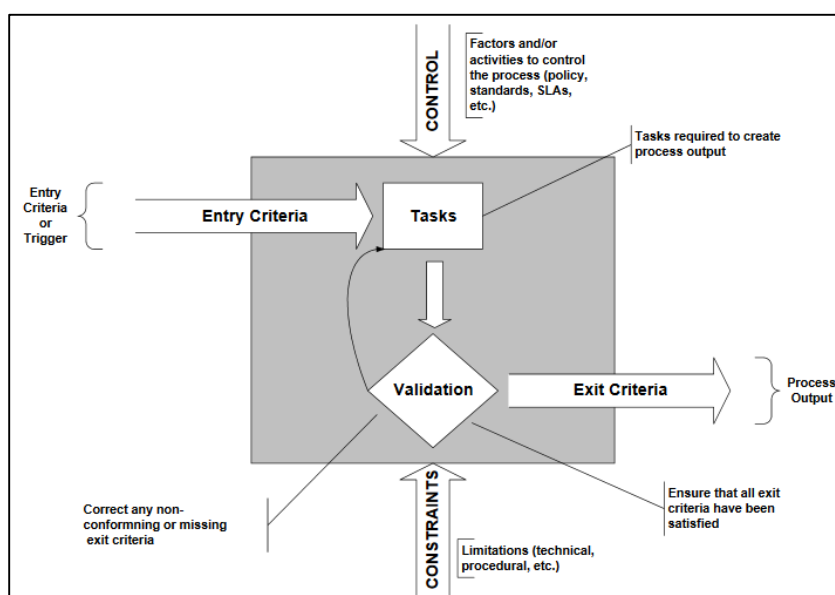 Factors and/or
activities to control
the process (policy,
standards, SLAs,
etc.)
CONTROL
Tasks required to create
process output
Entry
Criteria
or
Trigger
Entry Criteria
Tasks
Validation
Exit Criteria
Process
Output
Correct any non-
conformning or missing
exit criteria
CONSTRAINTS
Limitations (technical,
procedural, etc.)
Ensure that all exit
criteria have been
satisfied